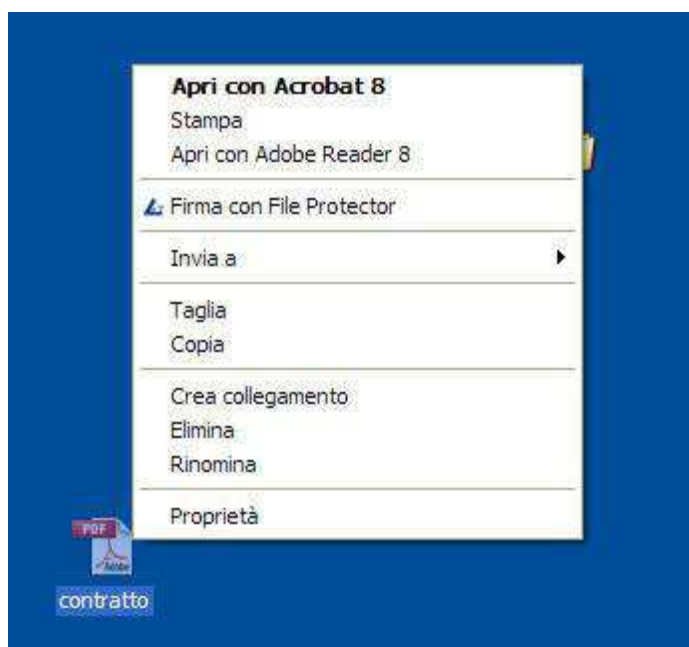 Apri con Acrobat 8
Stampa
Apri con Adobe Reader 8
Firma con File Protector
Invia a
Taglia
Copia
Crea collegamento
Elimina
Rinomina
Proprietà
PDF
Adobe
contratto